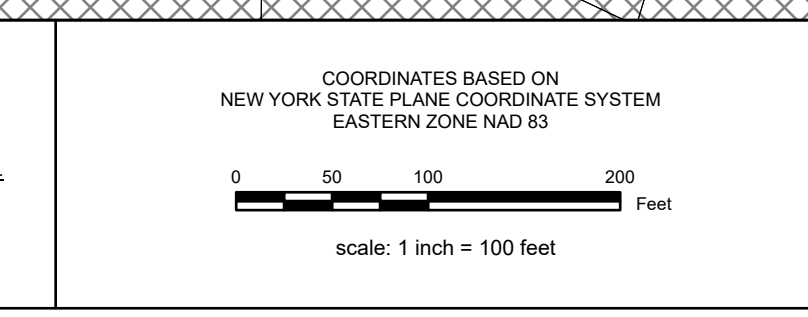 COORDINATES BASED ON
NEW YORK STATE PLANE COORDINATE SYSTEM
EASTERN ZONE NAD 83
0 50 100 200
Feet
scale: 1 inch = 100 feet